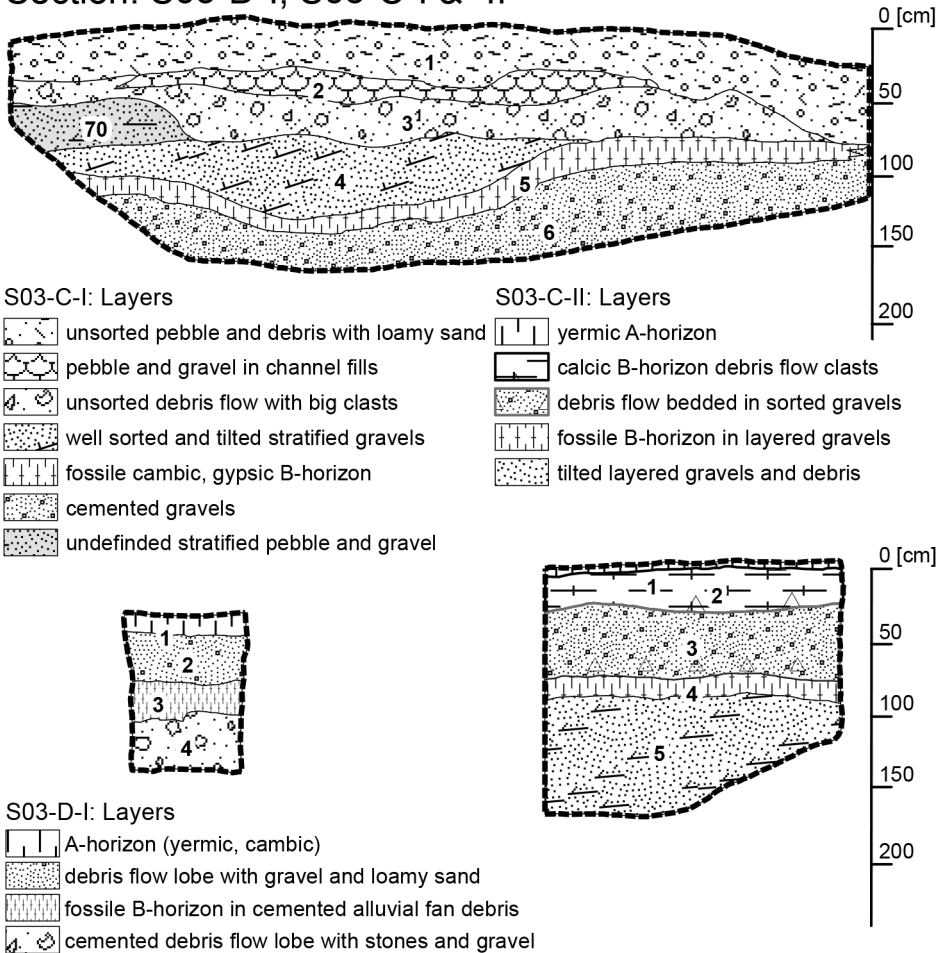 Section: S03-D-I, S03-C-I & -II
0 [cm]
50
100
150
200
1
2
3
70
4
5
6
S03-C-I: Layers
unsorted pebble and debris with loamy sand
pebble and gravel in channel fills
unsorted debris flow with big clasts
well sorted and tilted stratified gravels
fossile cambic, gypsic B-horizon
cemented gravels
undefinded stratified pebble and gravel
S03-C-II: Layers
yermic A-horizon
calcic B-horizon debris flow clasts
debris flow bedded in sorted gravels
fossile B-horizon in layered gravels
tilted layered gravels and debris
0 [cm]
50
100
150
200
1
2
3
4
5
1
2
3
4
S03-D-I: Layers
A-horizon (yermic, cambic)
debris flow lobe with gravel and loamy sand
fossile B-horizon in cemented alluvial fan debris
cemented debris flow lobe with stones and gravel